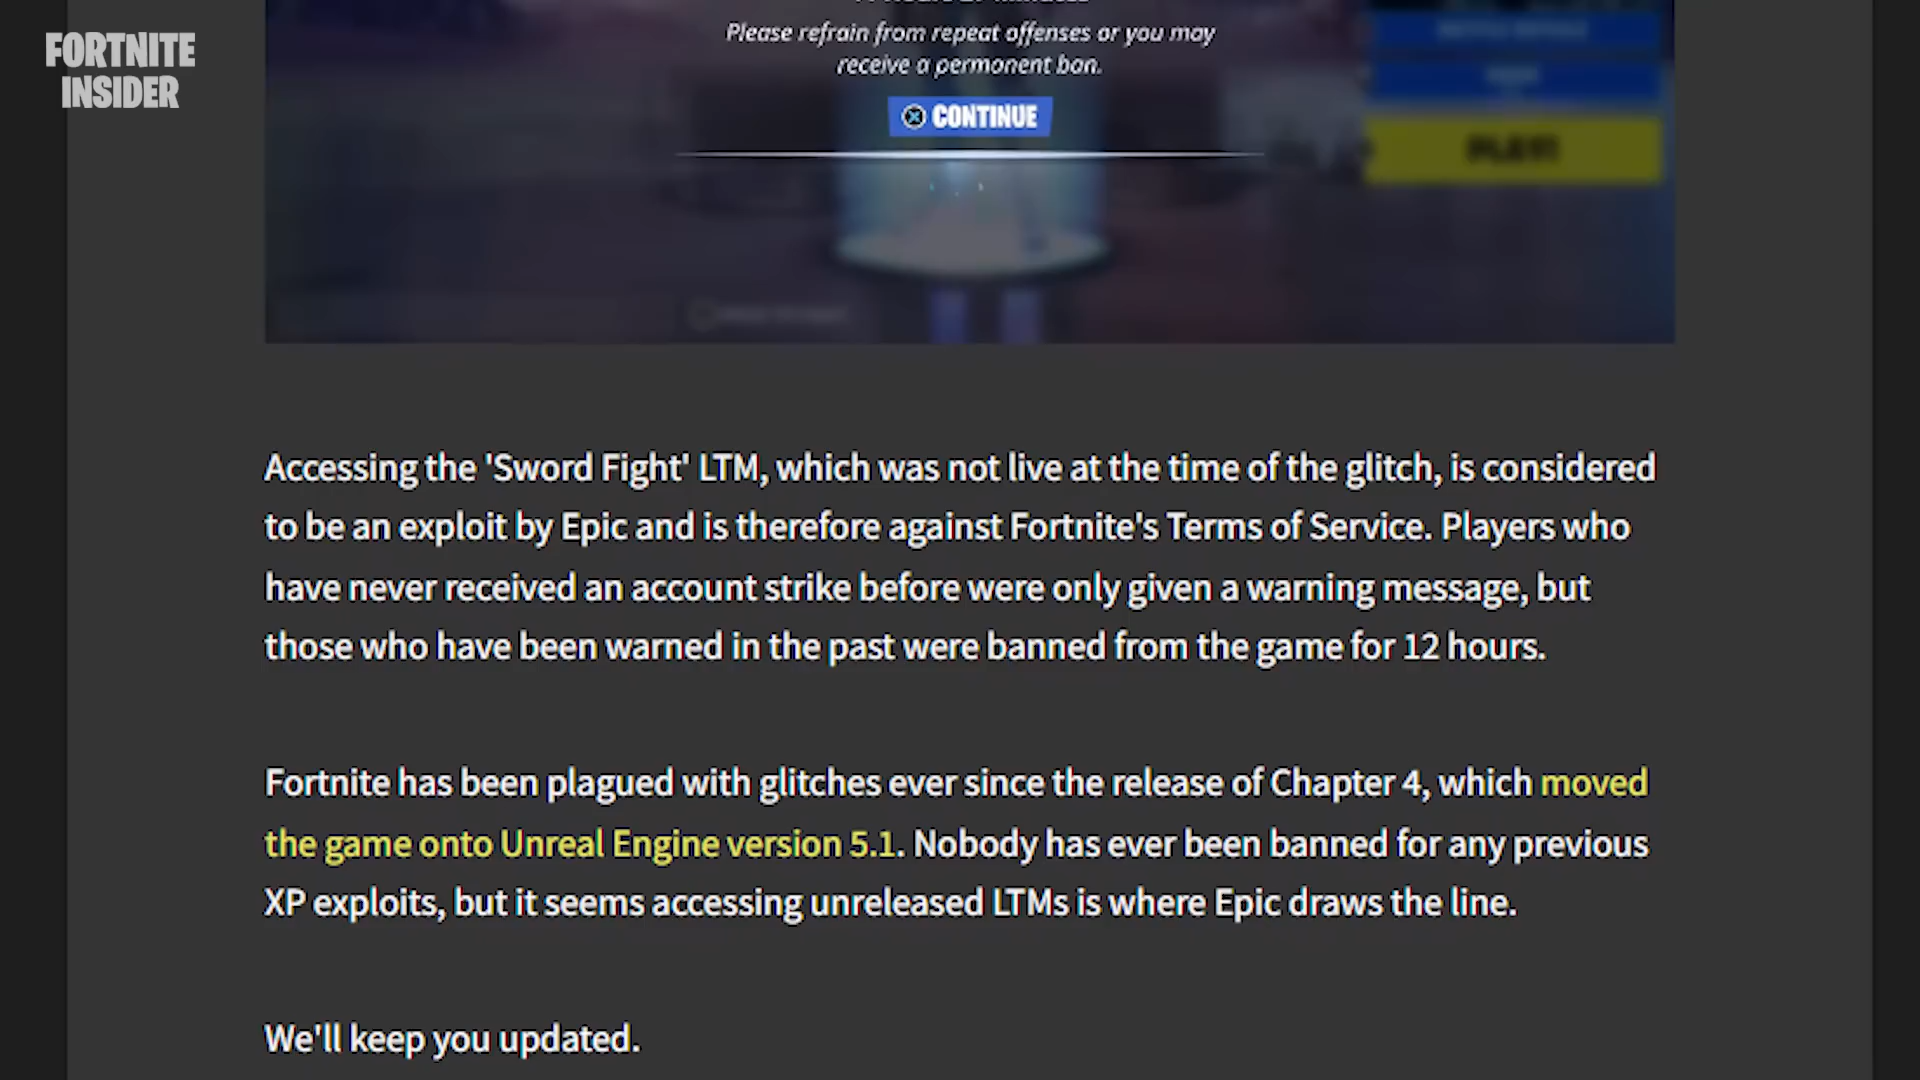 FORTNITE
INSIDER
Please refrain from repeat offenses or you may
receive a permanent ban.
CONTINUE
PLAY!
Accessing the 'Sword Fight' LTM, which was not live at the time of the glitch, is considered
to be an exploit by Epic and is therefore against Fortnite's Terms of Service. Players who
have never received an account strike before were only given a warning message, but
those who have been warned in the past were banned from the game for 12 hours.
Fortnite has been plagued with glitches ever since the release of Chapter 4, which moved
the game onto Unreal Engine version 5.1. Nobody has ever been banned for any previous
XP exploits, but it seems accessing unreleased LTMs is where Epic draws the line.
We'll keep you updated.